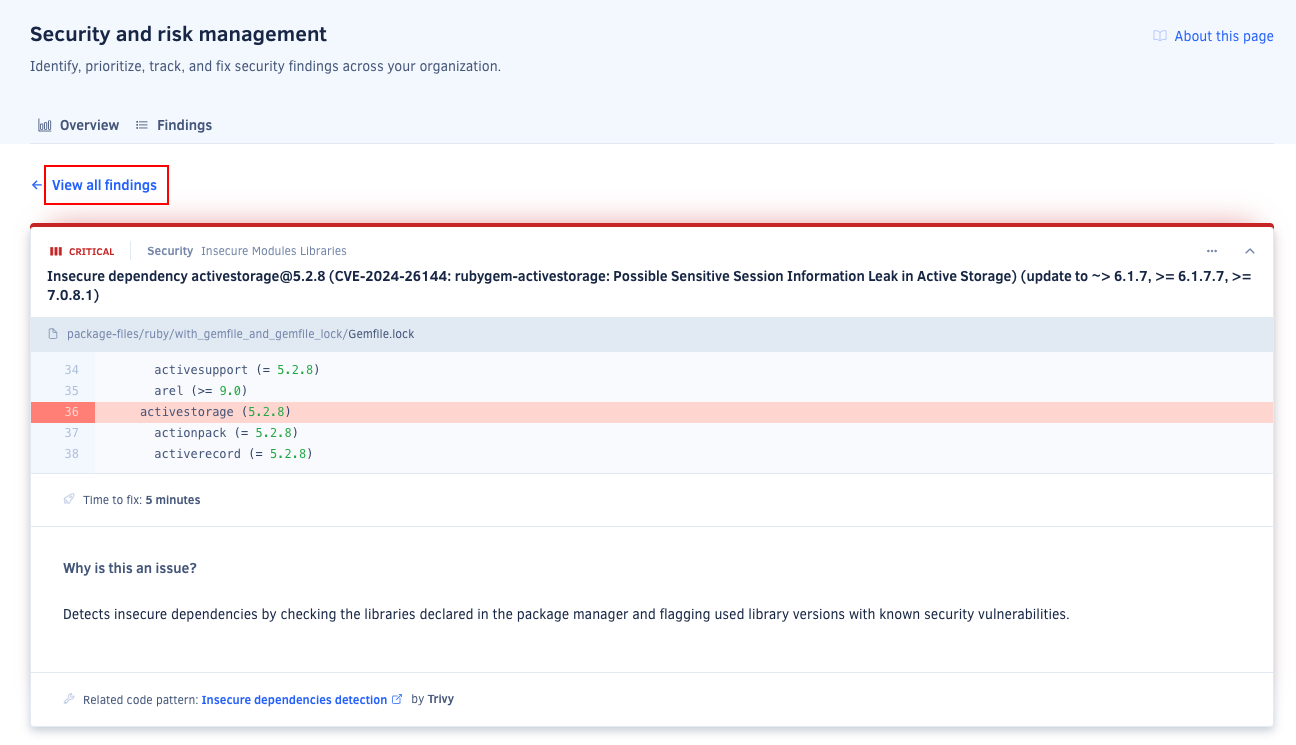 Security and risk management
About this page
Identify, prioritize, track, and fix security findings across your organization.
Overview Findings
View all findings
CRITICAL Security Insecure Modules Libraries
Insecure dependency activestorage@5.2.8 (CVE-2024-26144: rubygem-activestorage: Possible Sensitive Session Information Leak in Active Storage) (update to ~> 6.1.7, >= 6.1.7.7, >=
7.0.8.1)
package-files/ruby/with_gemfile_and_gemfile_lock/Gemfile.lock
34 activesupport (= 5.2.8)
35 arel (>= 9.0)
36 activestorage (5.2.8)
37 actionpack (= 5.2.8)
38 activerecord (= 5.2.8)
Time to fix: 5 minutes
Why is this an issue?
Detects insecure dependencies by checking the libraries declared in the package manager and flagging used library versions with known security vulnerabilities.
Related code pattern: Insecure dependencies detection by Trivy